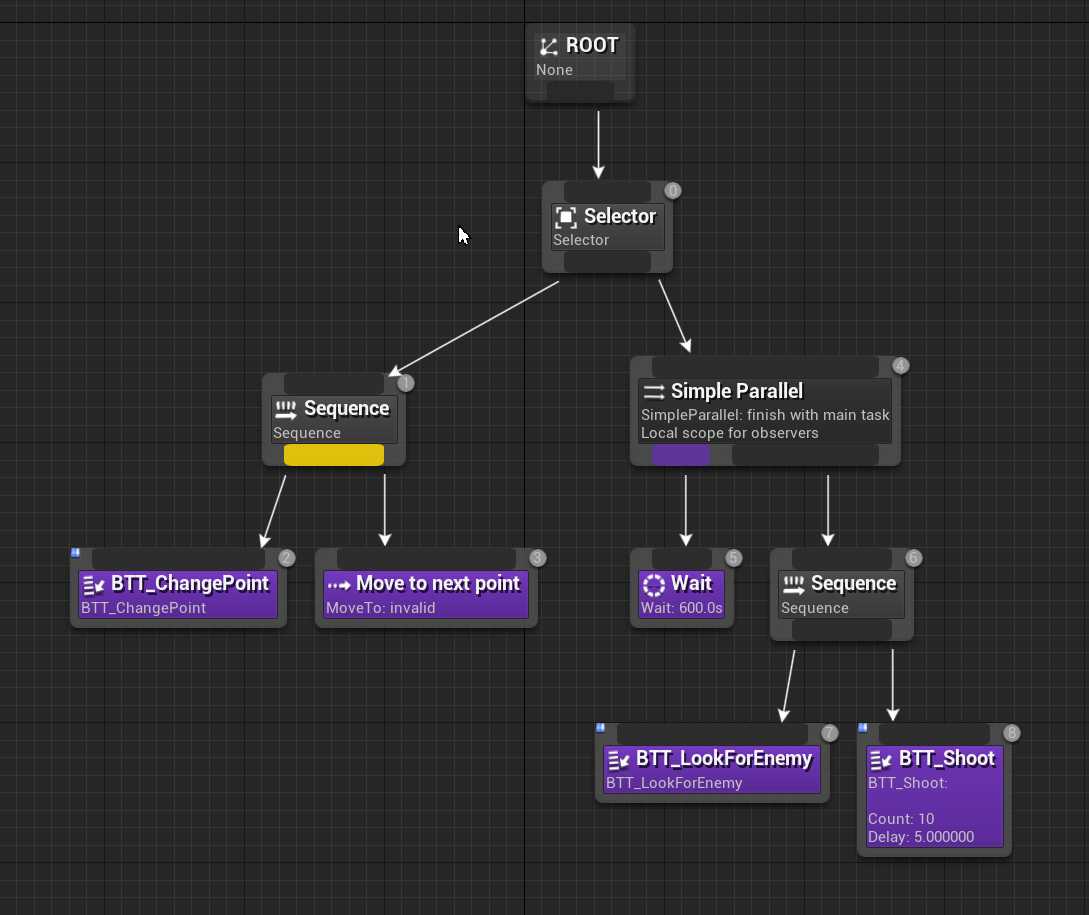 ROOT
None
0
Selector
Selector
1
Sequence
Sequence
4
Simple Parallel
SimpleParallel: finish with main task
Local scope for observers
2
BTT_ChangePoint
BTT_ChangePoint
3
Move to next point
MoveTo: invalid
5
Wait
Wait: 600.0s
6
Sequence
Sequence
7
BTT_LookForEnemy
BTT_LookForEnemy
8
BTT_Shoot
BTT_Shoot:
Count: 10
Delay: 5.000000